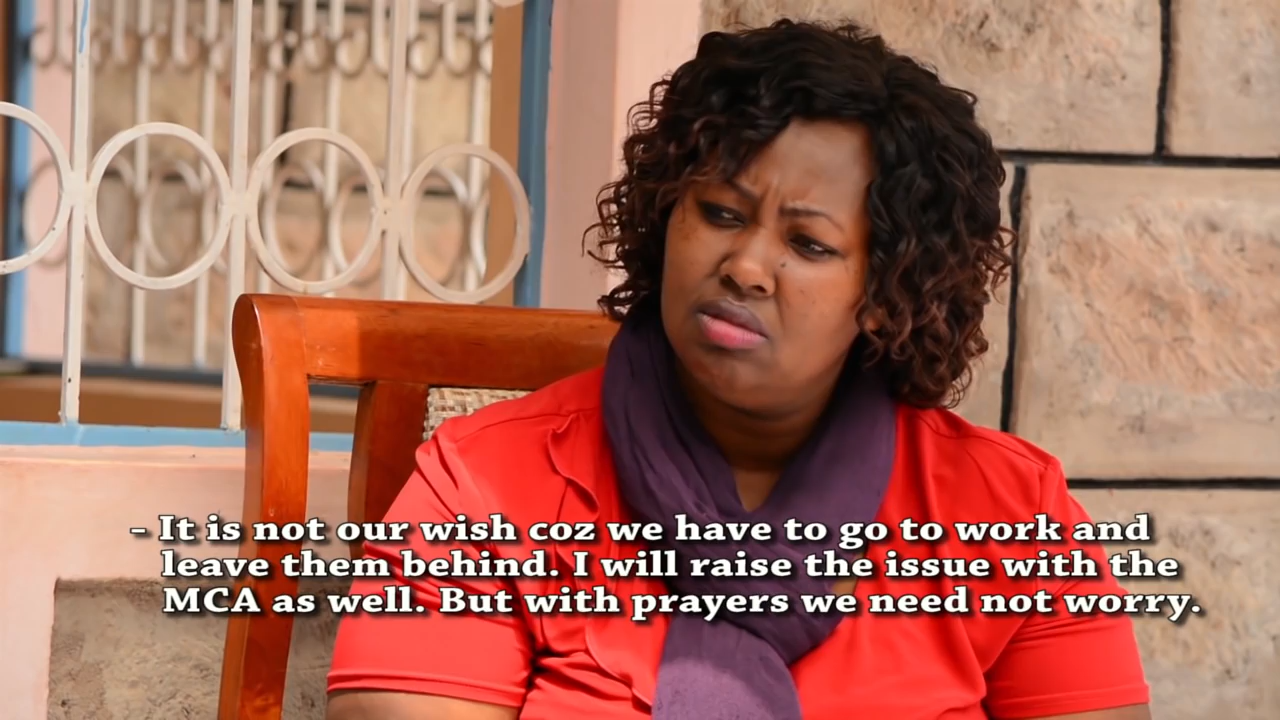 - It is not our wish coz we have to go to work and
leave them behind. I will raise the issue with the
MCA as well. But with prayers we need not worry.